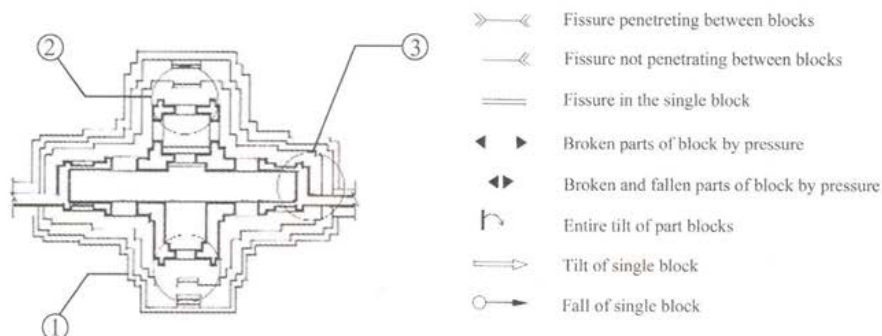 ②
③
①
Fissure penetreting between blocks
Fissure not penetrating between blocks
Fissure in the single block
Broken parts of block by pressure
Broken and fallen parts of block by pressure
Entire tilt of part blocks
Tilt of single block
Fall of single block